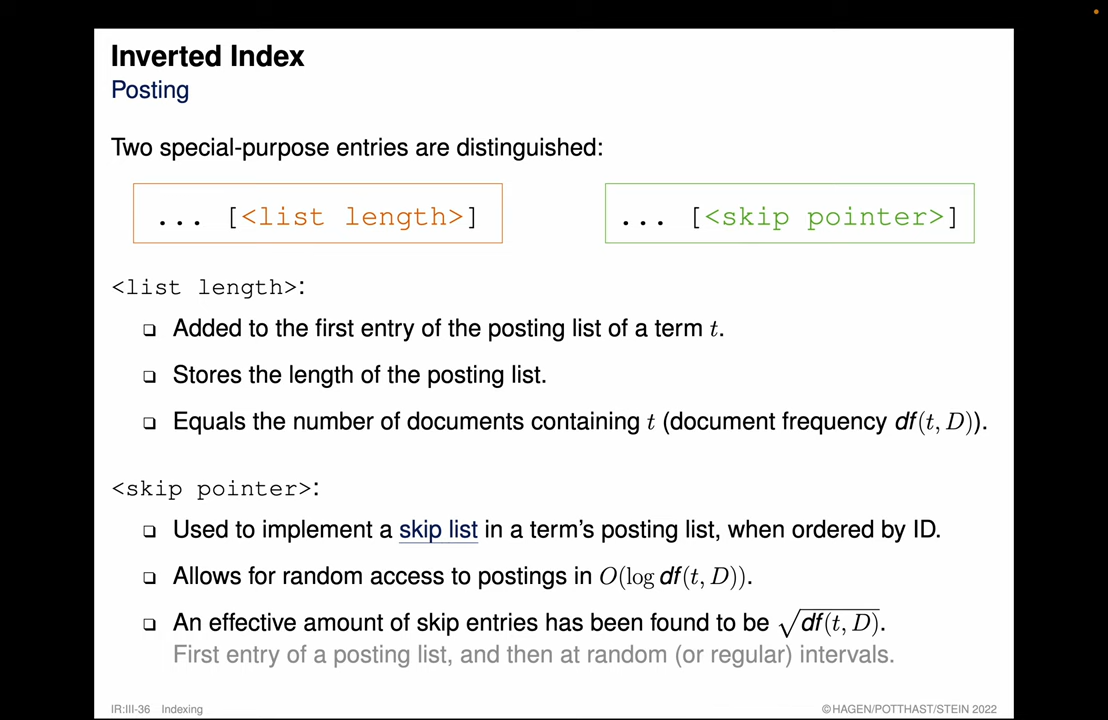 Inverted Index
Posting
Two special-purpose entries are distinguished:
... [<list length>] ... [<skip pointer>]
<list length>:
❑ Added to the first entry of the posting list of a term t.
❑ Stores the length of the posting list.
❑ Equals the number of documents containing t (document frequency df(t, D)).
<skip pointer>:
❑ Used to implement a skip list in a term's posting list, when ordered by ID.
❑ Allows for random access to postings in O(log df(t, D)).
❑ An effective amount of skip entries has been found to be √df(t, D).
First entry of a posting list, and then at random (or regular) intervals.
IR:III-36 Indexing ©HAGEN/POTTHAST/STEIN 2022